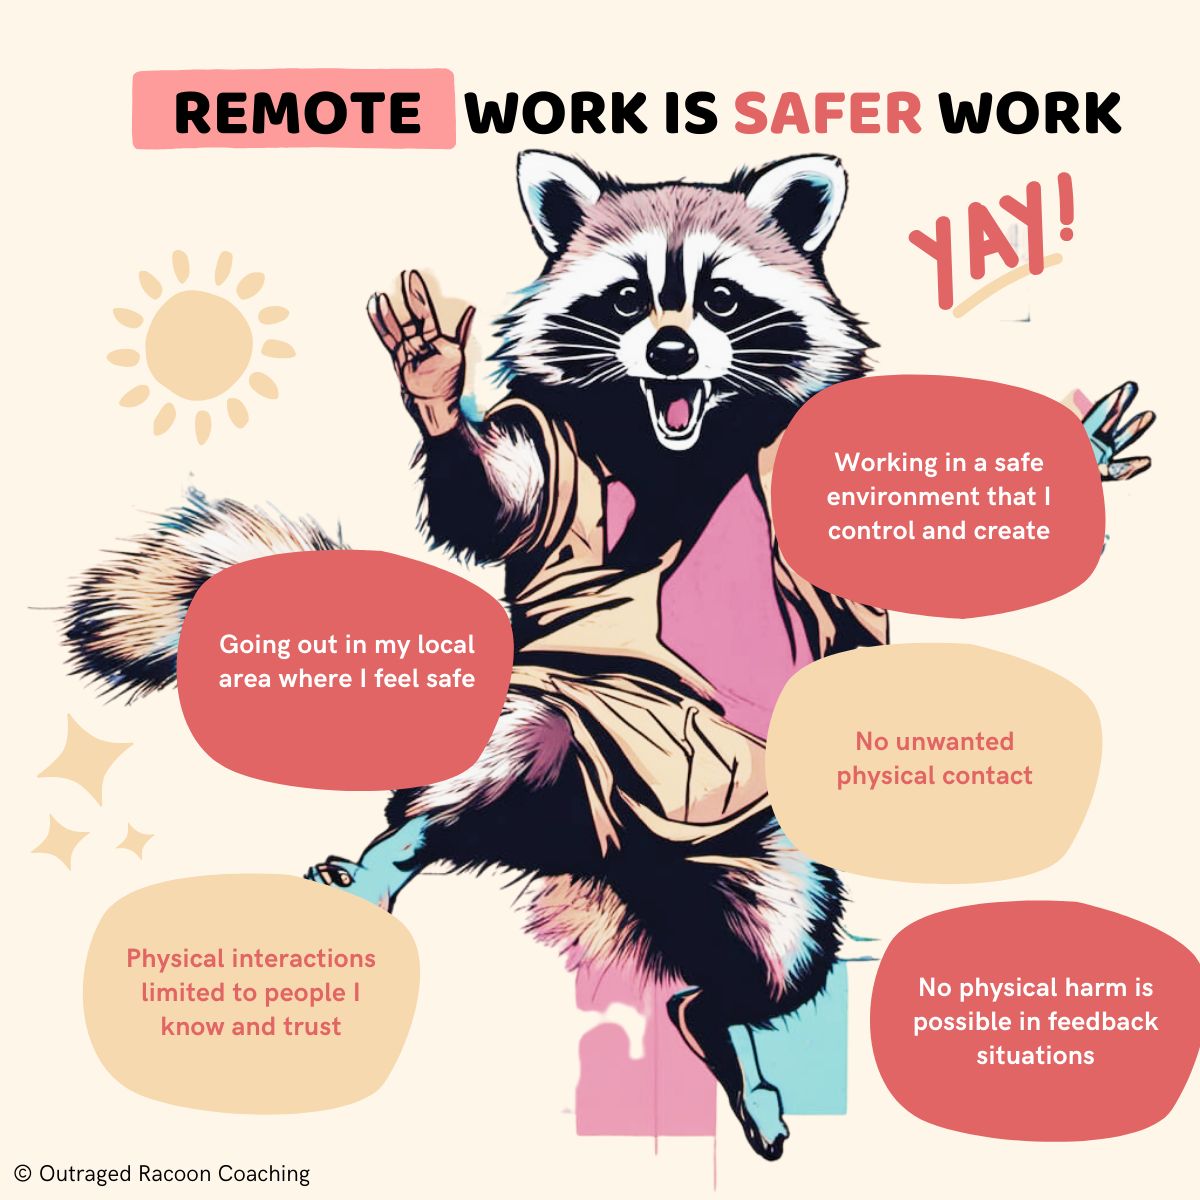 REMOTE WORK IS SAFER WORK
YAY!
Working in a safe
environment that I
control and create
Going out in my local
area where I feel safe
No unwanted
physical contact
Physical interactions
limited to people I
know and trust
No physical harm is
possible in feedback
situations
© Outraged Racoon Coaching